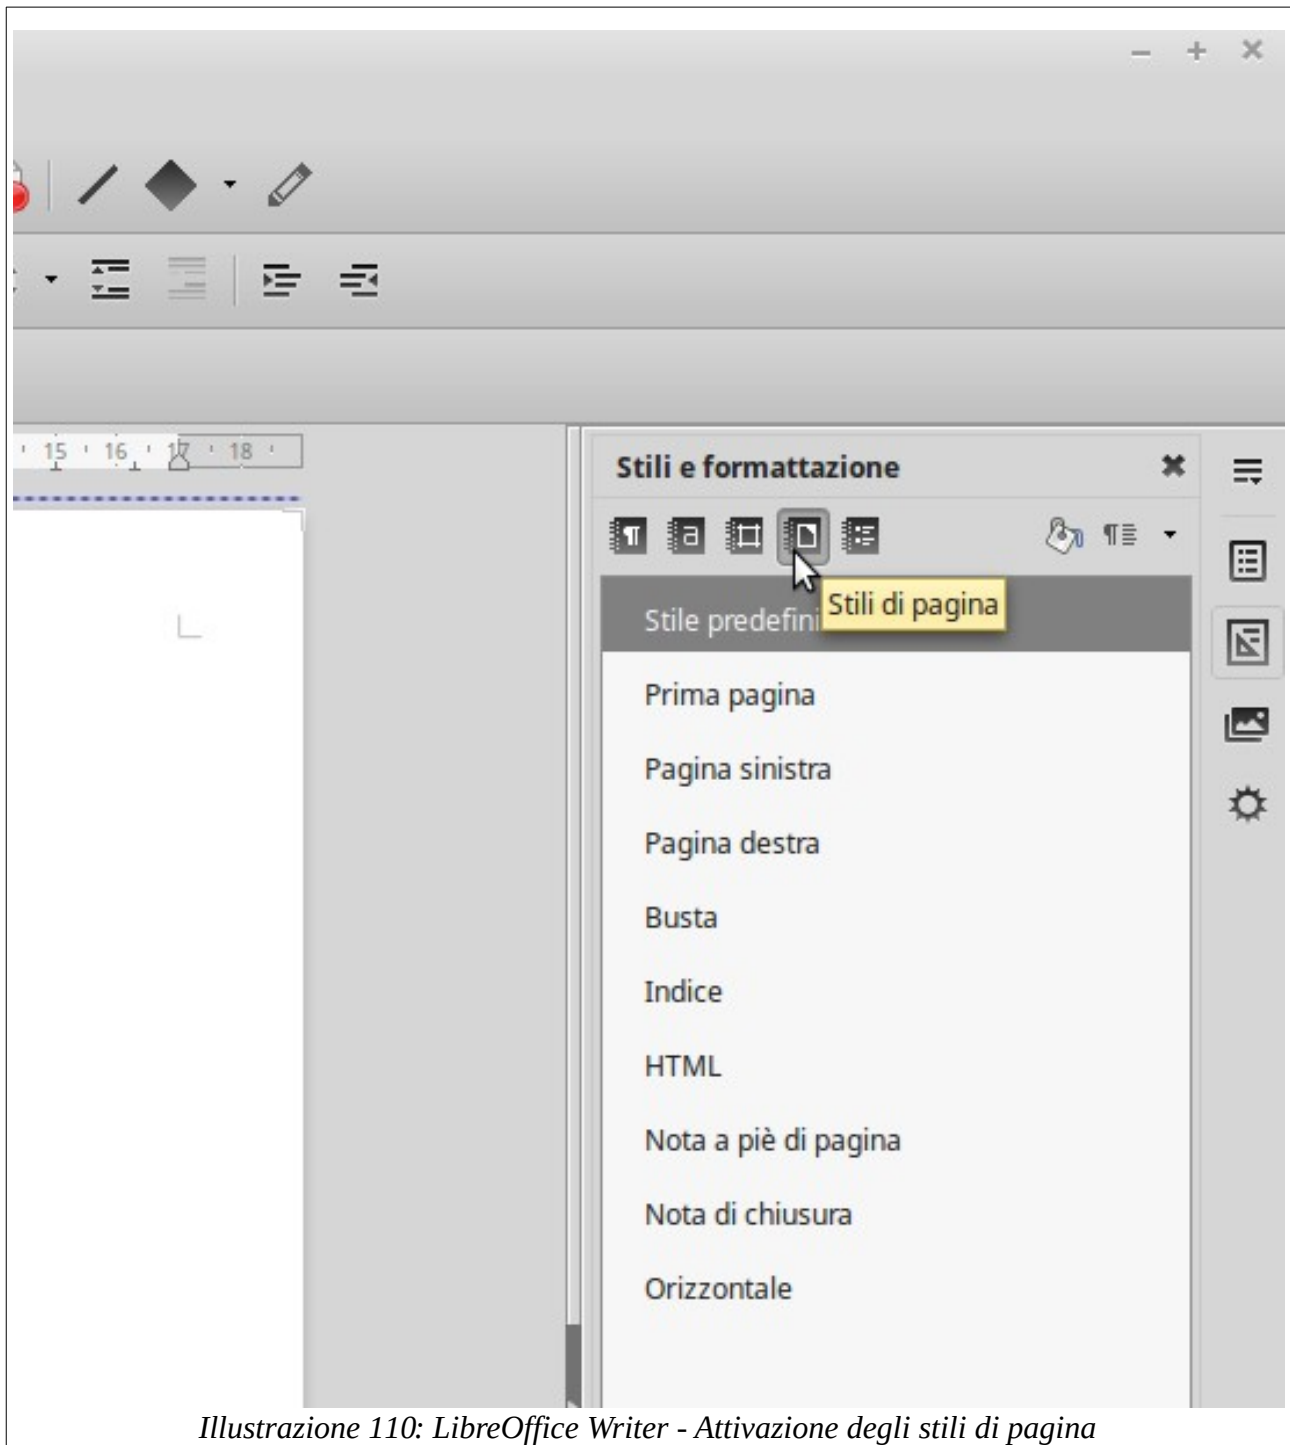 15 16 17 18
Stili e formattazione
Stili di pagina
Stile predefini
Prima pagina
Pagina sinistra
Pagina destra
Busta
Indice
HTML
Nota a piè di pagina
Nota di chiusura
Orizzontale
Illustrazione 110: LibreOffice Writer - Attivazione degli stili di pagina